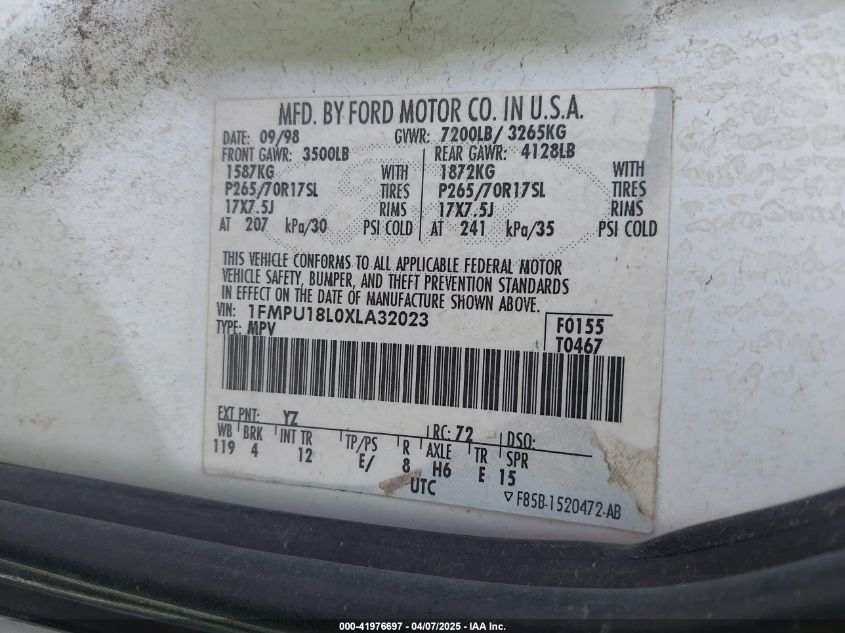 MFD. BY FORD MOTOR CO. IN U.S.A.
DATE: 09/98 GVWR: 7200LB/ 3265KG
FRONT GAWR: 3500LB REAR GAWR: 4128LB
1587KG WITH 1872KG WITH
P265/70R17SL TIRES P265/70R17SL TIRES
17X7.5J RIMS 17X7.5J RIMS
AT 207 kPa/30 PSI COLD AT 241 kPa/35 PSI COLD
THIS VEHICLE CONFORMS TO ALL APPLICABLE FEDERAL MOTOR
VEHICLE SAFETY, BUMPER, AND THEFT PREVENTION STANDARDS
IN EFFECT ON THE DATE OF MANUFACTURE SHOWN ABOVE.
VIN: 1FMPU18L0XLA32023 F0155
TYPE: MPV T0467
EXT PNT: YZ RC: 72 DSO:
WB BRK INT TR TP/PS R AXLE TR SPR
119 4 12 E/ 8 H6 E 15
UTC ▽ F85B-1520472-AB
000-41976697 - 04/07/2025 - IAA Inc.